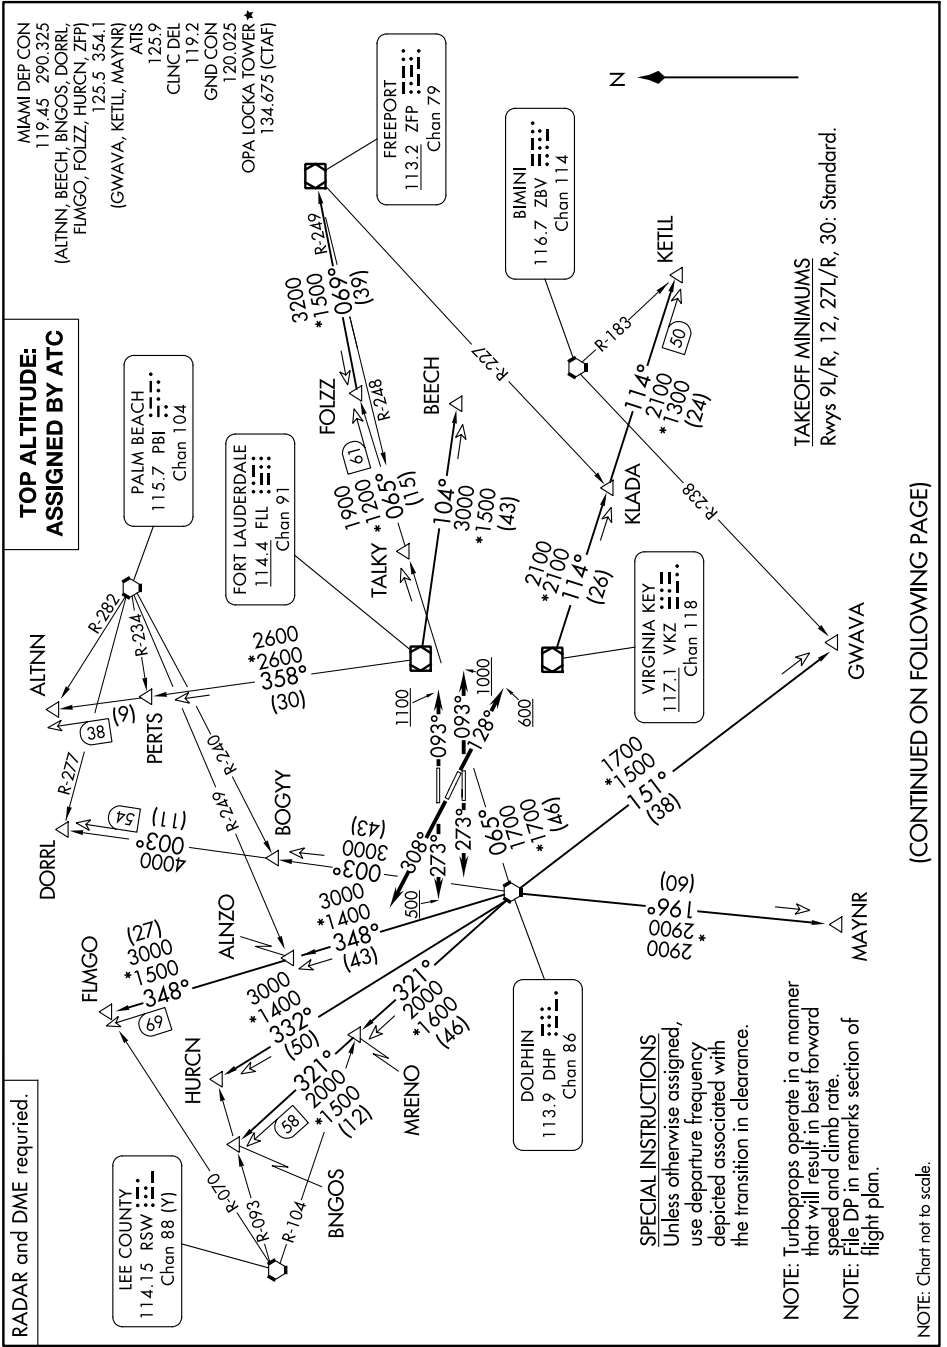 RADAR and DME requried.
TOP ALTITUDE:
ASSIGNED BY ATC
MIAMI DEP CON
119.45 290.325
(ALTNN, BEECH, BNGOS, DORRL,
FLMGO, FOLZZ, HURCN, ZFP)
125.5 354.1
(GWAVA, KETLL, MAYNR)
ATIS
125.9
CLNC DEL
119.2
GND CON
120.025
OPA LOCKA TOWER★
134.675 (CTAF)
LEE COUNTY
114.15 RSW
Chan 88 (Y)
R-070
R-093
R-104
FLMGO
69
(27)
3000
*1500
348°
ALNZO
3000
*1400
348°
(43)
HURCN
3000
*1400
332°
(50)
BNGOS
58
321°
2000
*1500
(12)
MRENO
321°
2000
*1600
(46)
DORRL
54
(11)
003°
4000
BOGYY
(43)
3000
003°
ALTNN
38
(9)
PERTS
2600
*2600
358°
(30)
PALM BEACH
115.7 PBI
Chan 104
R-282
R-277
R-234
R-240
R-249
FORT LAUDERDALE
114.4 FLL
Chan 91
TALKY
1900
*1200
065°
(15)
61
FOLZZ
R-248
3200
*1500
069°
(39)
R-249
FREEPORT
113.2 ZFP
Chan 79
R-227
BEECH
104°
3000
*1500
(43)
BIMINI
116.7 ZBV
Chan 114
R-183
R-238
KETLL
50
114°
2100
*1300
(24)
KLADA
2100
*2100
114°
(26)
VIRGINIA KEY
117.1 VKZ
Chan 118
1100
1000
600
500
093°
093°
128°
308°
273°
273°
065°
1700
*1700
(46)
DOLPHIN
113.9 DHP
Chan 86
1700
*1500
151°
(38)
GWAVA
(60)
196°
*
2900
2900
MAYNR
N
TAKEOFF MINIMUMS
Rwys 9L/R, 12, 27L/R, 30: Standard.
SPECIAL INSTRUCTIONS
Unless otherwise assigned,
use departure frequency
depicted associated with
the transition in clearance.
NOTE: Turboprops operate in a manner
that will result in best forward
speed and climb rate.
NOTE: File DP in remarks section of
flight plan.
(CONTINUED ON FOLLOWING PAGE)
NOTE: Chart not to scale.